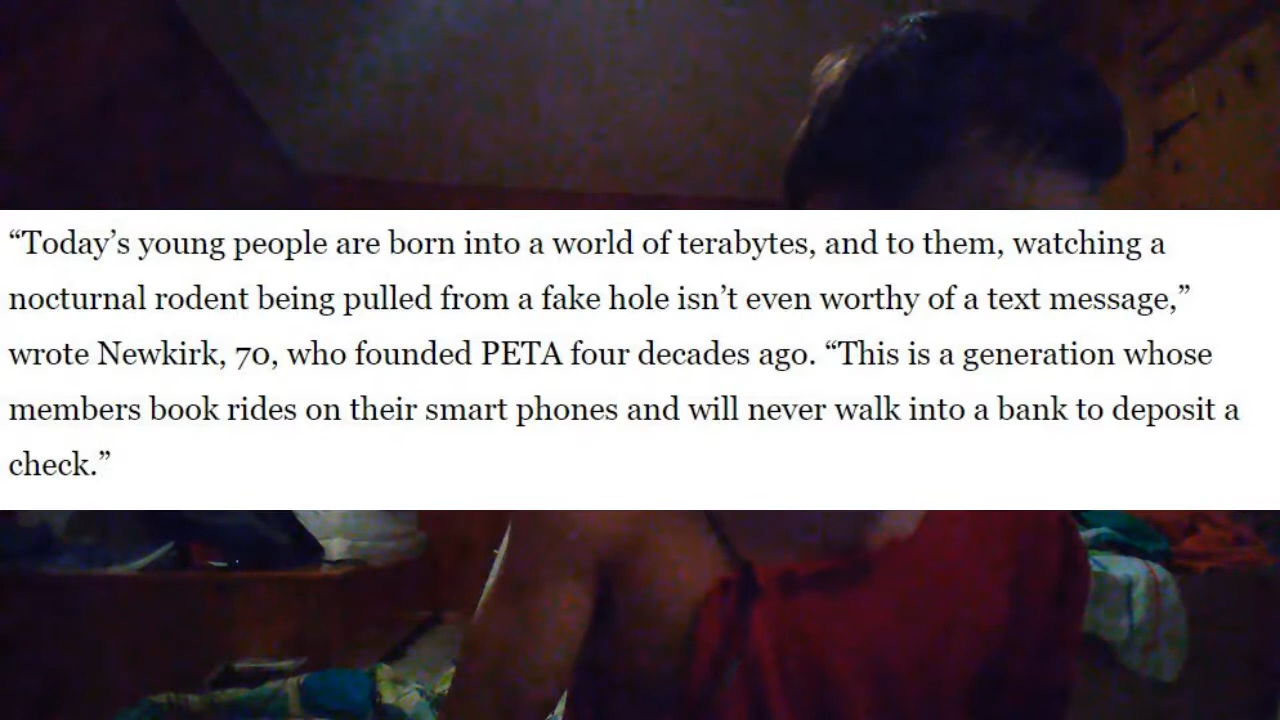 “Today’s young people are born into a world of terabytes, and to them, watching a
nocturnal rodent being pulled from a fake hole isn’t even worthy of a text message,”
wrote Newkirk, 70, who founded PETA four decades ago. “This is a generation whose
members book rides on their smart phones and will never walk into a bank to deposit a
check.”